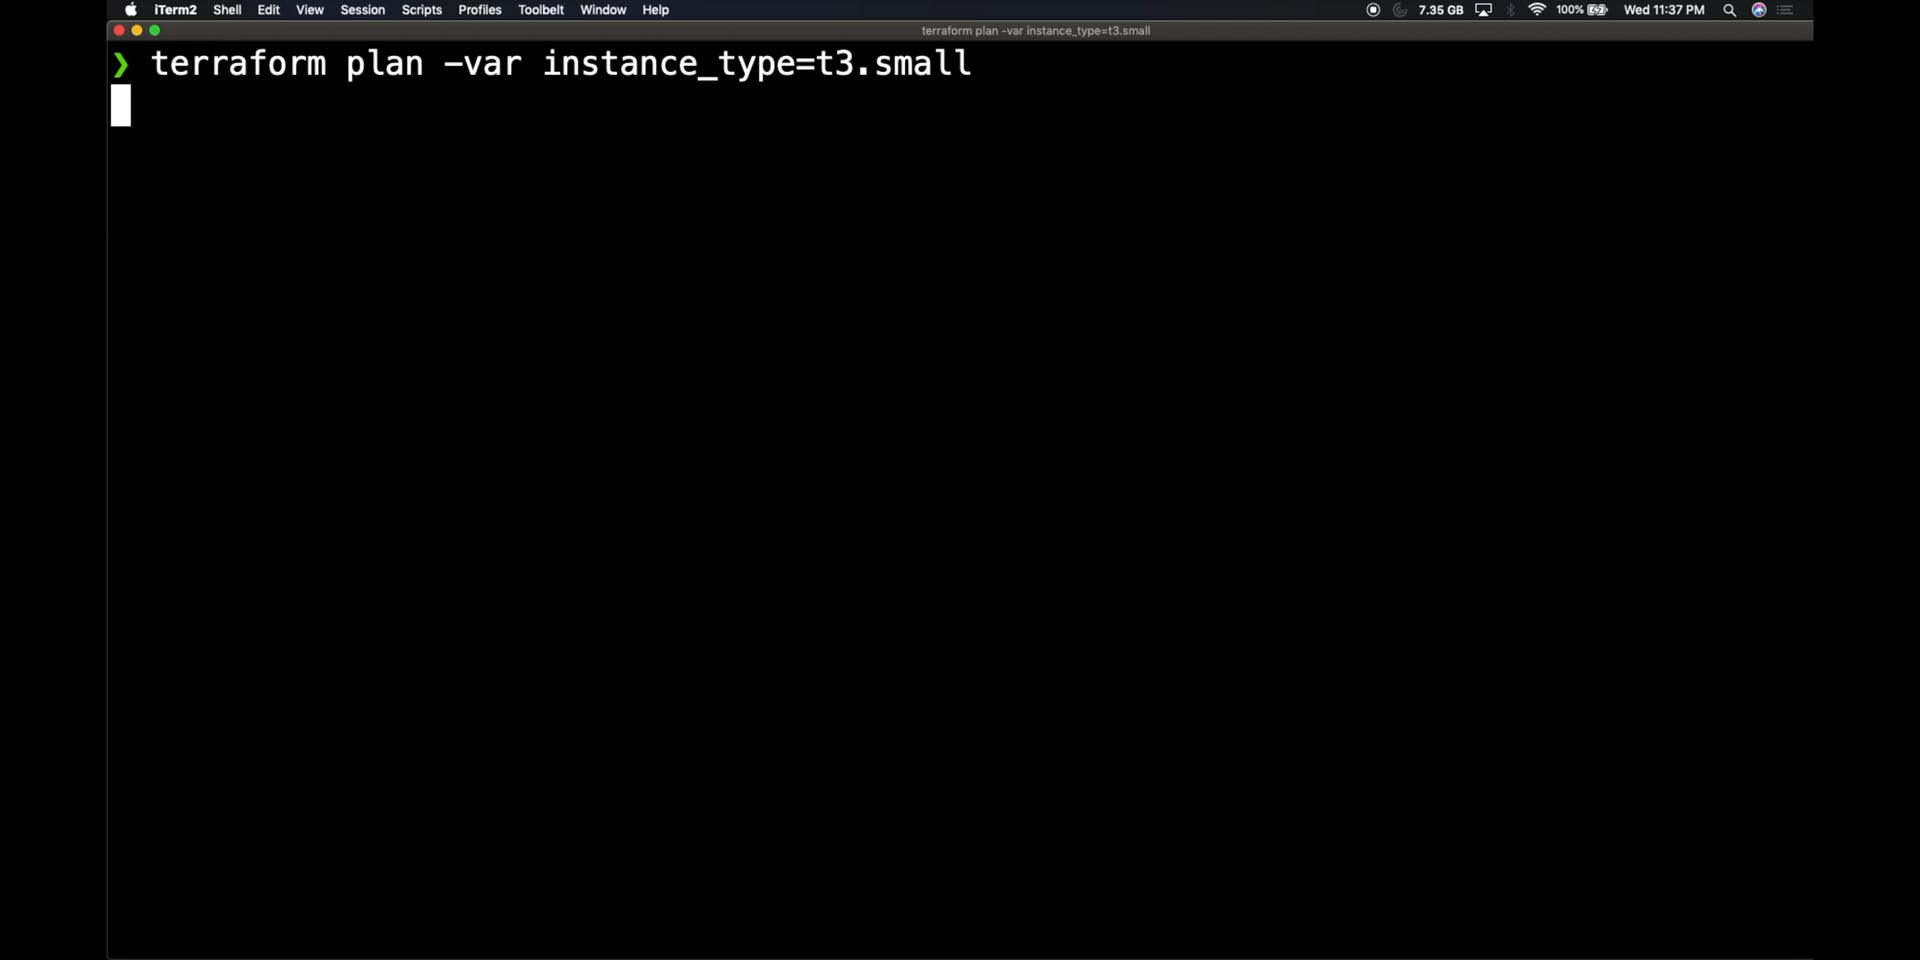 iTerm2 Shell Edit View Session Scripts Profiles Toolbelt Window Help 7.35 GB 100% Wed 11:37 PM
terraform plan -var instance_type=t3.small
❯ terraform plan -var instance_type=t3.small